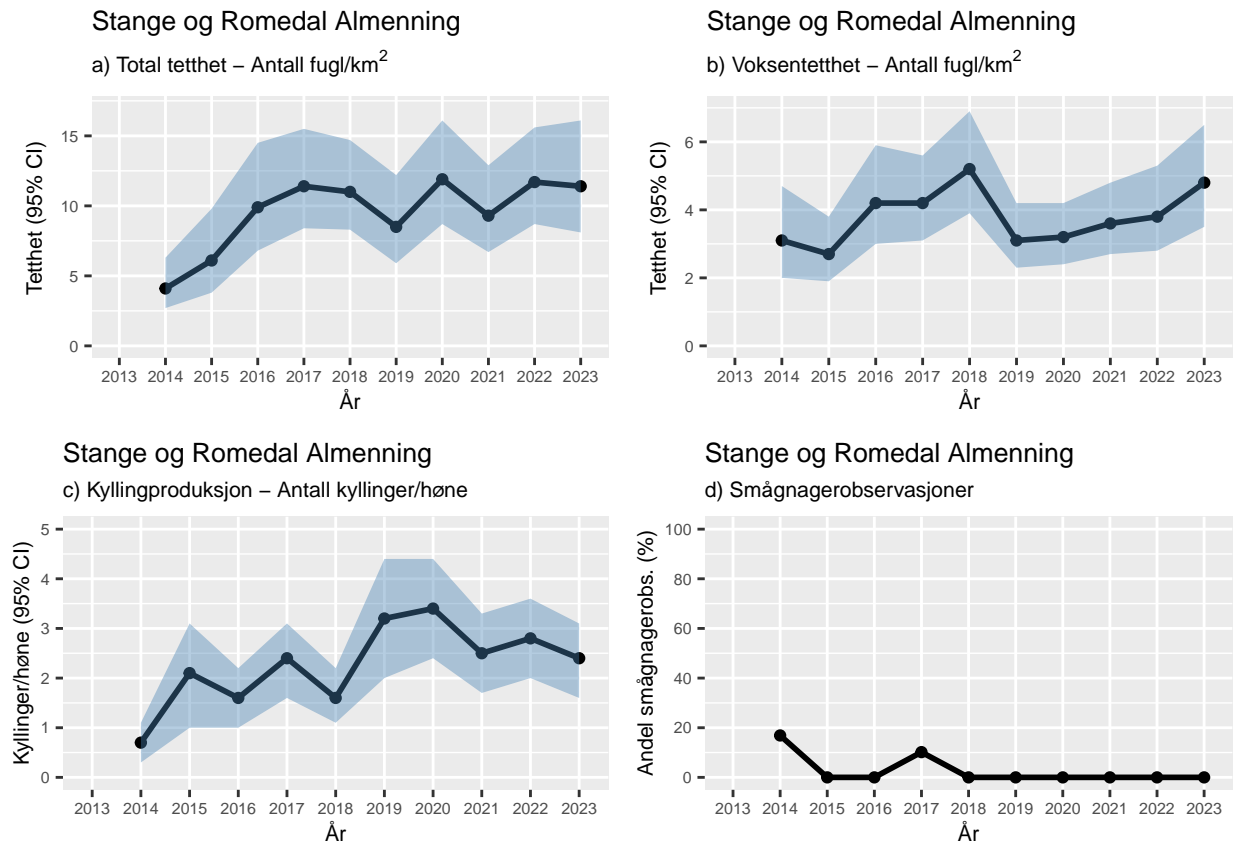 Stange og Romedal Almenning
a) Total tetthet – Antall fugl/km²
Tetthet (95% CI)
15
10
5
0
2013 2014 2015 2016 2017 2018 2019 2020 2021 2022 2023
År
Stange og Romedal Almenning
b) Voksentetthet – Antall fugl/km²
Tetthet (95% CI)
6
4
2
0
2013 2014 2015 2016 2017 2018 2019 2020 2021 2022 2023
År
Stange og Romedal Almenning
c) Kyllingproduksjon – Antall kyllinger/høne
Kyllinger/høne (95% CI)
5
4
3
2
1
0
2013 2014 2015 2016 2017 2018 2019 2020 2021 2022 2023
År
Stange og Romedal Almenning
d) Smågnagerobservasjoner
Andel smågnagerobs. (%)
100
80
60
40
20
0
2013 2014 2015 2016 2017 2018 2019 2020 2021 2022 2023
År